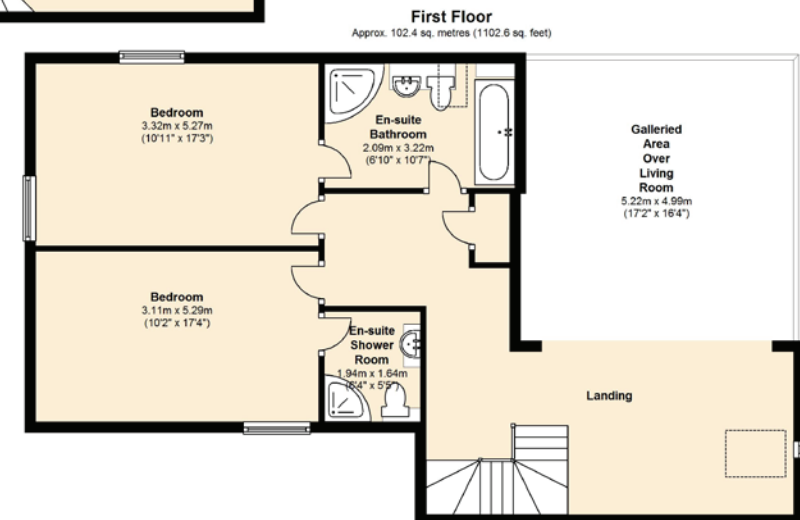 First Floor
Approx. 102.4 sq. metres (1102.6 sq. feet)
Bedroom
3.32m x 5.27m
(10'11" x 17'3")
En-suite
Bathroom
2.09m x 3.22m
(6'10" x 10'7")
Galleried
Area
Over
Living
Room
5.22m x 4.99m
(17'2" x 16'4")
Bedroom
3.11m x 5.29m
(10'2" x 17'4")
En-suite
Shower
Room
1.94m x 1.64m
(6'4" x 5'5")
Landing